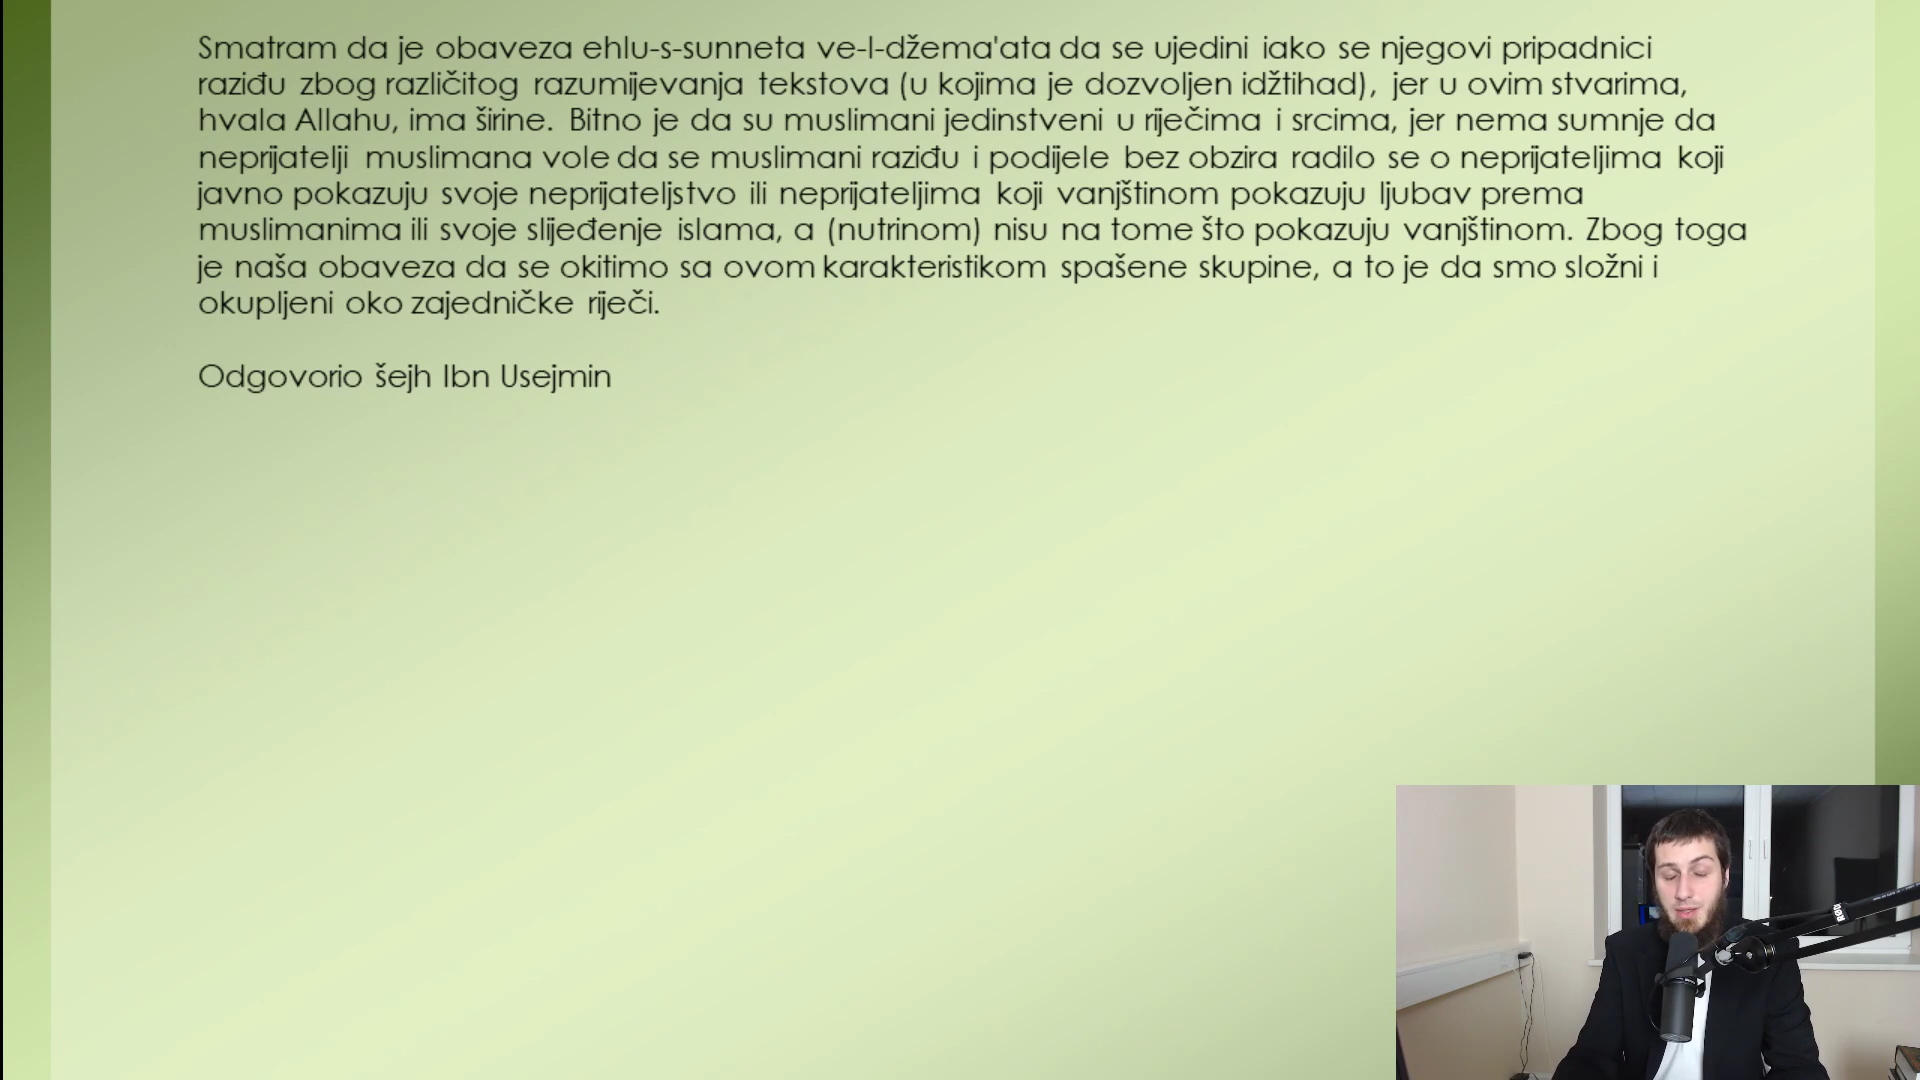 Smatram da je obaveza ehlu-s-sunneta ve-l-džema'ata da se ujedini iako se njegovi pripadnici
raziđu zbog različitog razumijevanja tekstova (u kojima je dozvoljen idžtihad), jer u ovim stvarima,
hvala Allahu, ima širine. Bitno je da su muslimani jedinstveni u riječima i srcima, jer nema sumnje da
neprijatelji muslimana vole da se muslimani raziđu i podijele bez obzira radilo se o neprijateljima koji
javno pokazuju svoje neprijateljstvo ili neprijateljima koji vanjštinom pokazuju ljubav prema
muslimanima ili svoje slijeđenje islama, a (nutrinom) nisu na tome što pokazuju vanjštinom. Zbog toga
je naša obaveza da se okitimo sa ovom karakteristikom spašene skupine, a to je da smo složni i
okupljeni oko zajedničke riječi.
Odgovorio šejh Ibn Usejmin